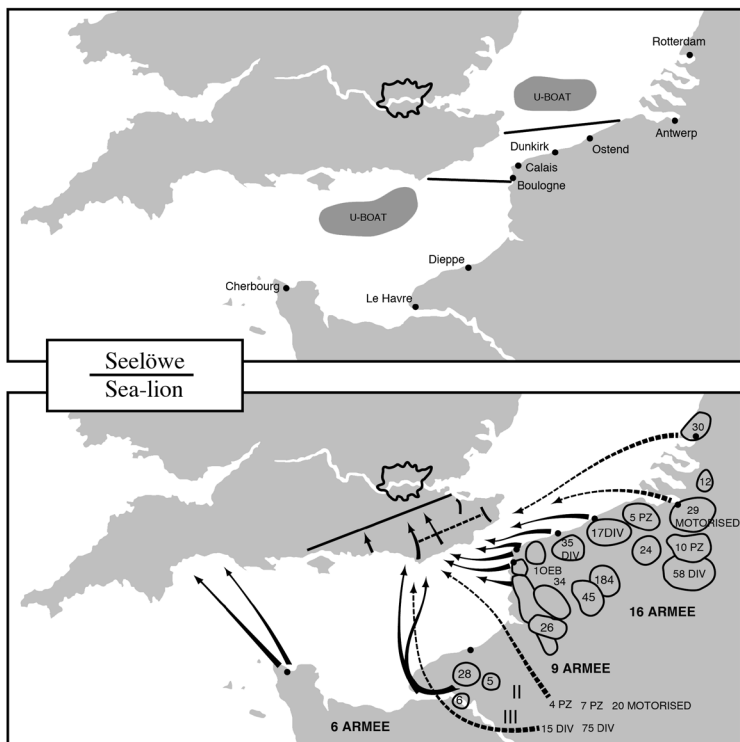 Rotterdam
U-BOAT
Antwerp
Dunkirk
Ostend
Calais
Boulogne
U-BOAT
Dieppe
Cherbourg
Le Havre
Seelöwe
Sea-lion
30
12
29
MOTORISED
5 PZ
17DIV
35
DIV
24
10 PZ
58 DIV
1OEB
34
184
45
16 ARMEE
26
9 ARMEE
28
5
II
6
4 PZ 7 PZ 20 MOTORISED
III
6 ARMEE
15 DIV 75 DIV